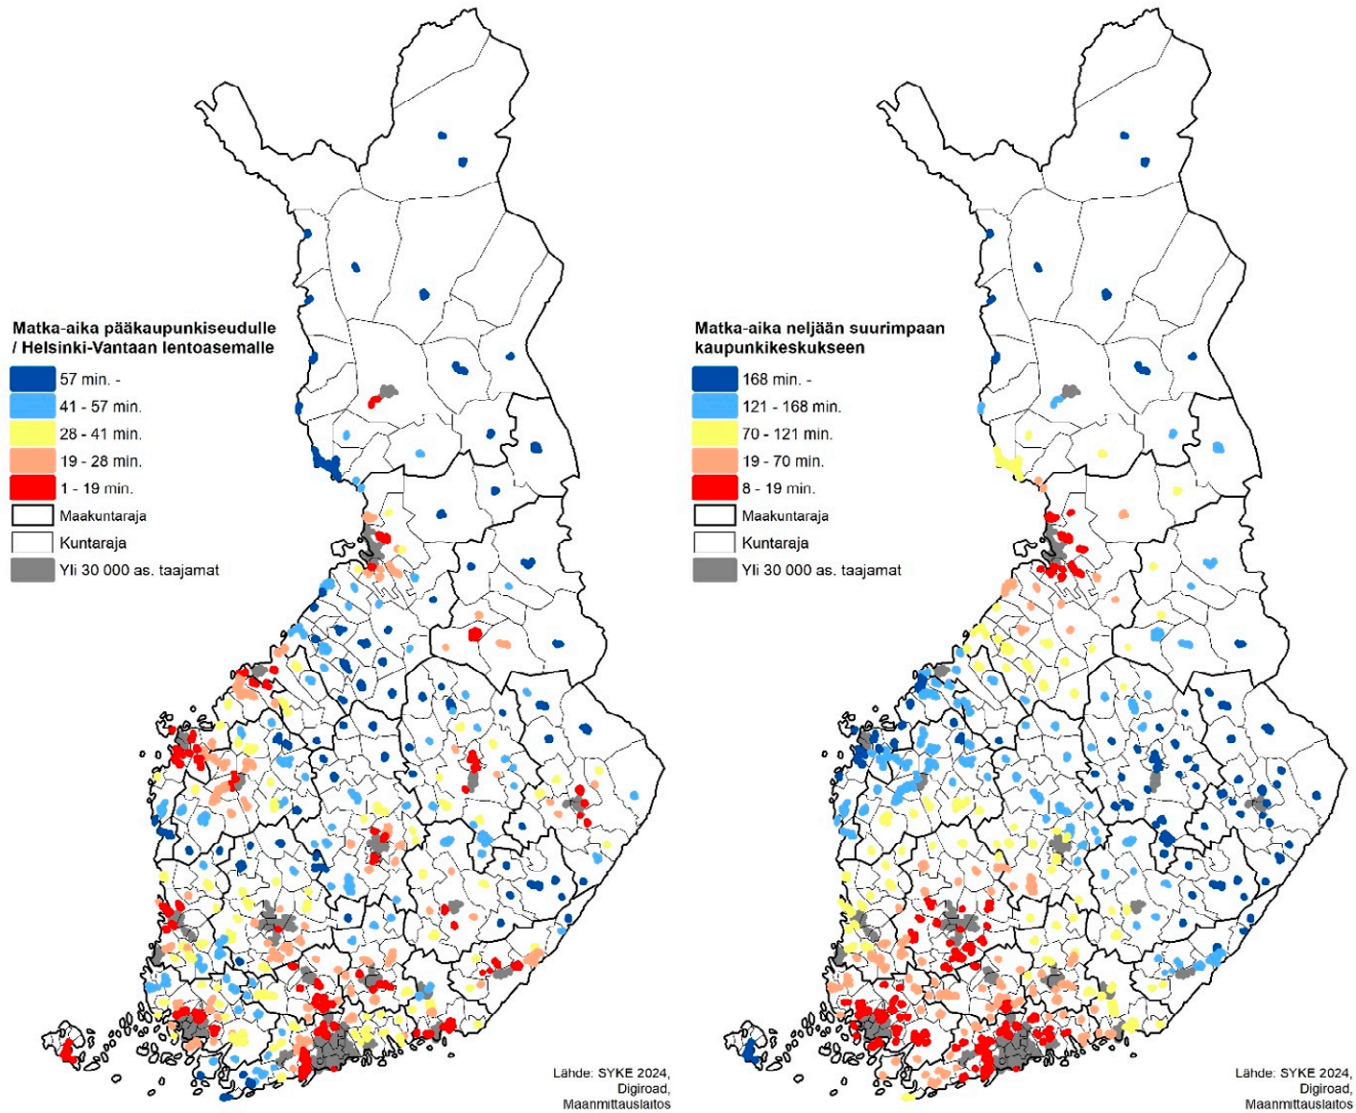 Matka-aika pääkaupunkiseudulle
/ Helsinki-Vantaan lentoasemalle
57 min. -
41 - 57 min.
28 - 41 min.
19 - 28 min.
1 - 19 min.
Maakuntaraja
Kuntaraja
Yli 30 000 as. taajamat
Lähde: SYKE 2024,
Digiroad,
Maanmittauslaitos
Matka-aika neljään suurimpaan
kaupunkikeskukseen
168 min. -
121 - 168 min.
70 - 121 min.
19 - 70 min.
8 - 19 min.
Maakuntaraja
Kuntaraja
Yli 30 000 as. taajamat
Lähde: SYKE 2024,
Digiroad,
Maanmittauslaitos